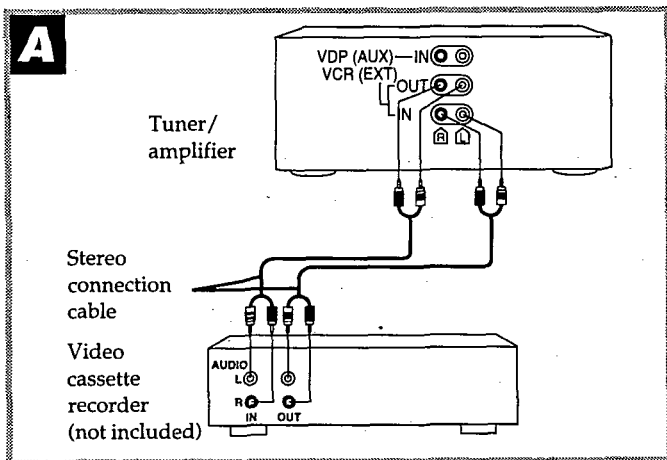 A
VDP (AUX) IN
VCR (EXT)
OUT
IN
R L
Tuner/
amplifier
Stereo
connection
cable
Video
cassette
recorder
(not included)
AUDIO
L
R
IN OUT